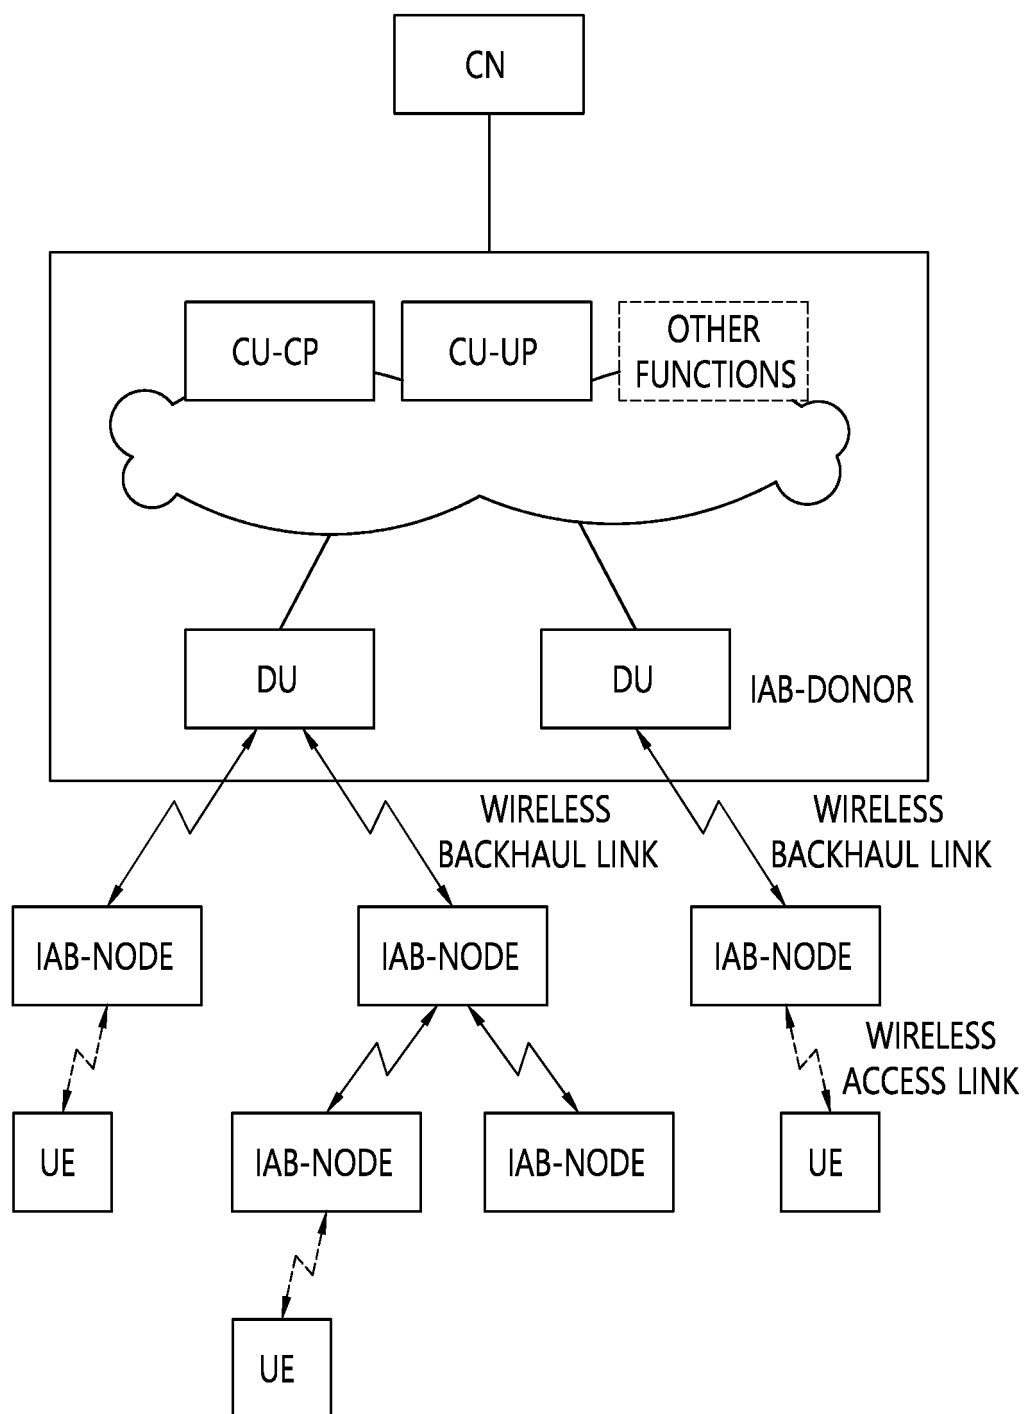 CN
CU-CP
CU-UP
OTHER
FUNCTIONS
DU
DU
IAB-DONOR
WIRELESS
BACKHAUL LINK
WIRELESS
BACKHAUL LINK
IAB-NODE
IAB-NODE
IAB-NODE
WIRELESS
ACCESS LINK
UE
IAB-NODE
IAB-NODE
UE
UE